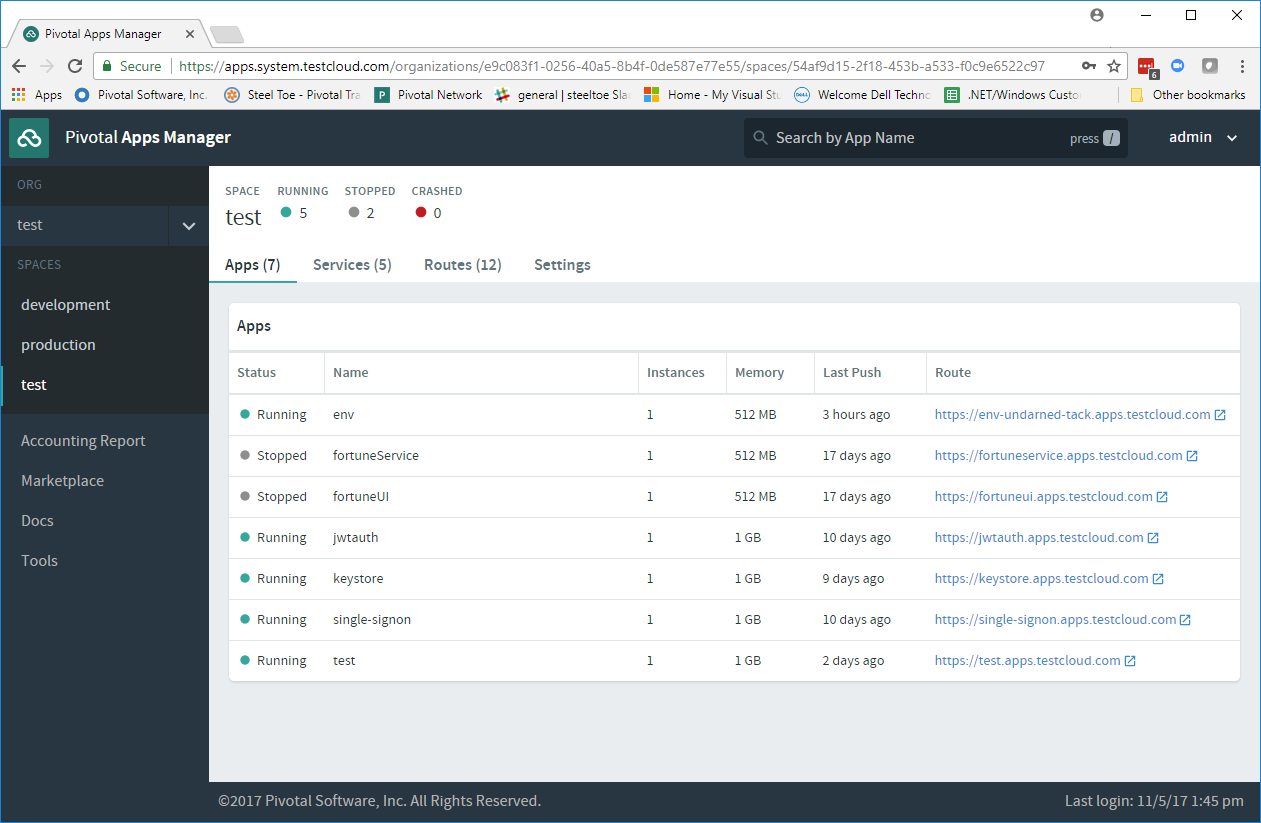 Pivotal Apps Manager
Secure https://apps.system.testcloud.com/organizations/e9c083f1-0256-40a5-8b4f-0de587e77e55/spaces/54af9d15-2f18-453b-a533-f0c9e6522c97
6
Apps Pivotal Software, Inc. Steel Toe - Pivotal Tra P Pivotal Network general | steeltoe Sla Home - My Visual Stu DELL Welcome Dell Techno .NET/Windows Custo Other bookmarks
Pivotal Apps Manager Search by App Name press / admin
ORG
test
SPACES
development
production
test
Accounting Report
Marketplace
Docs
Tools
SPACE RUNNING STOPPED CRASHED
test 5 2 0
Apps (7) Services (5) Routes (12) Settings
Apps
Status Name Instances Memory Last Push Route
Running env 1 512 MB 3 hours ago https://env-undarned-tack.apps.testcloud.com
Stopped fortuneService 1 512 MB 17 days ago https://fortuneservice.apps.testcloud.com
Stopped fortuneUI 1 512 MB 17 days ago https://fortuneui.apps.testcloud.com
Running jwtauth 1 1 GB 10 days ago https://jwtauth.apps.testcloud.com
Running keystore 1 1 GB 9 days ago https://keystore.apps.testcloud.com
Running single-signon 1 1 GB 10 days ago https://single-signon.apps.testcloud.com
Running test 1 1 GB 2 days ago https://test.apps.testcloud.com
©2017 Pivotal Software, Inc. All Rights Reserved. Last login: 11/5/17 1:45 pm